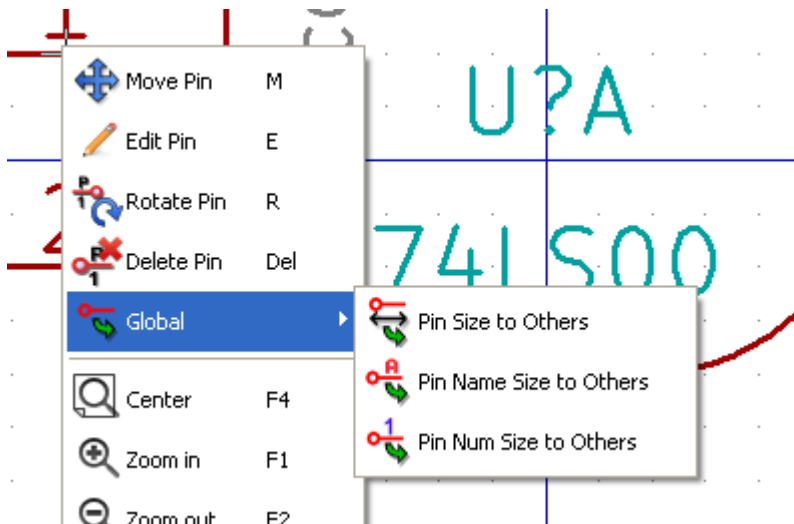 U?A
74LS00
Move Pin M
Edit Pin E
Rotate Pin R
Delete Pin Del
Global
Center F4
Zoom in F1
Zoom out F2
Pin Size to Others
Pin Name Size to Others
Pin Num Size to Others